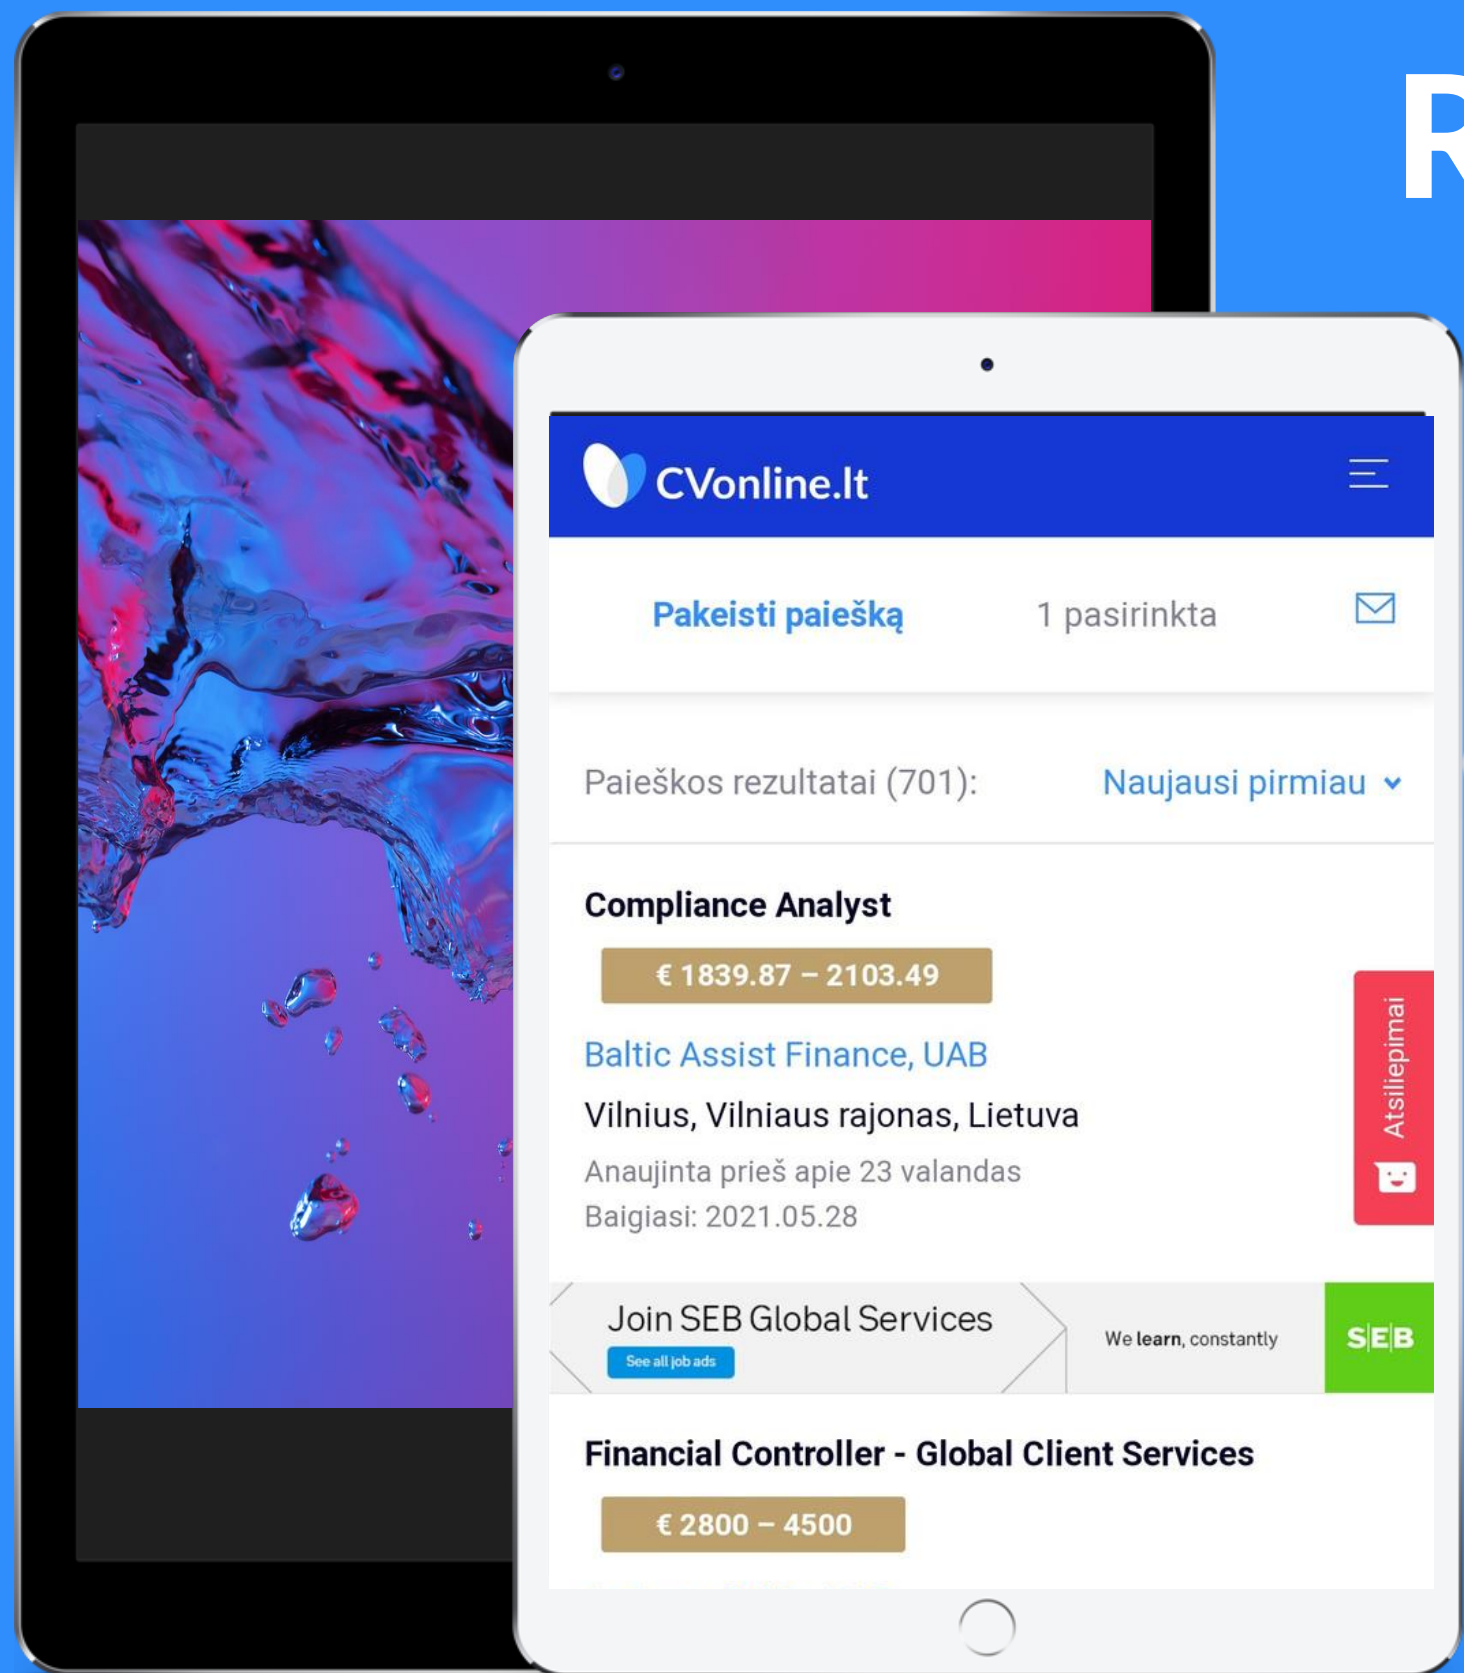 R
CVonline.lt
Pakeisti paiešką 1 pasirinkta
Paieškos rezultatai (701): Naujausi pirmiau
Compliance Analyst
€ 1839.87 – 2103.49
Baltic Assist Finance, UAB
Vilnius, Vilniaus rajonas, Lietuva
Anaujinta prieš apie 23 valandas
Baigiasi: 2021.05.28
Atsiliepimai
Join SEB Global Services
See all job ads
We learn, constantly
S|E|B
Financial Controller - Global Client Services
€ 2800 – 4500